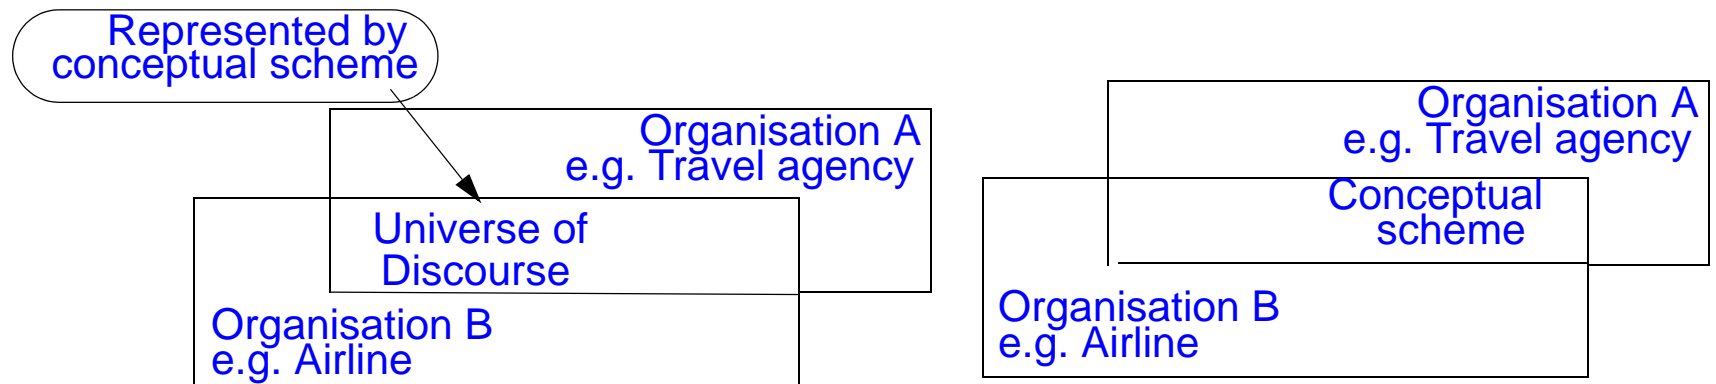 Represented by
conceptual scheme
Organisation A
e.g. Travel agency
Universe of
Discourse
Organisation B
e.g. Airline
Organisation A
e.g. Travel agency
Conceptual
scheme
Organisation B
e.g. Airline